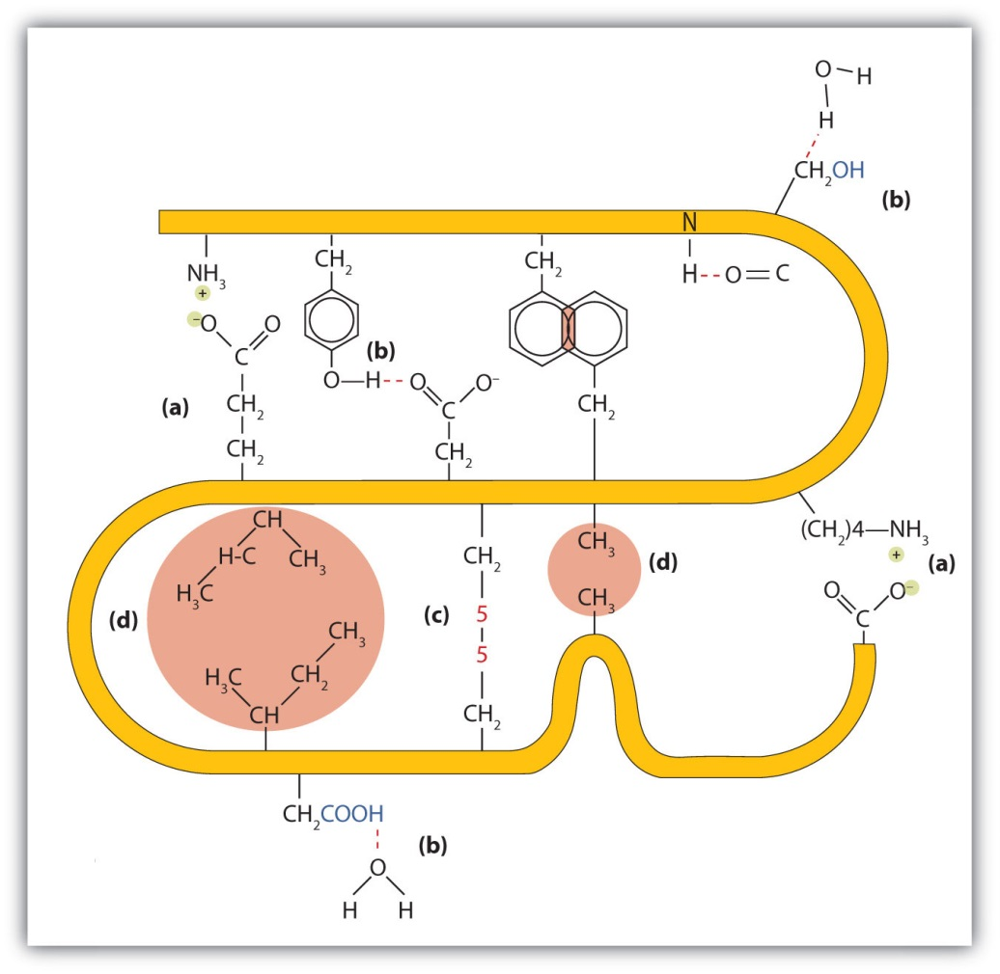 O H
H
CH2OH
(b)
N
NH3
+
CH2
CH2
H O C
−O O
C
(b)
O H O O−
C
(a)
CH2
CH2
CH2
CH2
CH
H-C CH3
H3C
CH2
CH3
(d)
(CH2)4 NH3
+
(a)
O O−
C
(d)
(c)
5
5
CH3
CH3
H3C CH2
CH
CH2
CH2COOH
(b)
O
H H